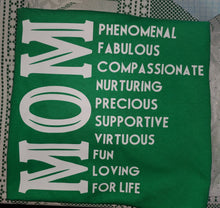 MOM
PHENOMENAL
FABULOUS
COMPASSIONATE
NURTURING
PRECIOUS
SUPPORTIVE
VIRTUOUS
FUN
LOVING
FOR LIFE